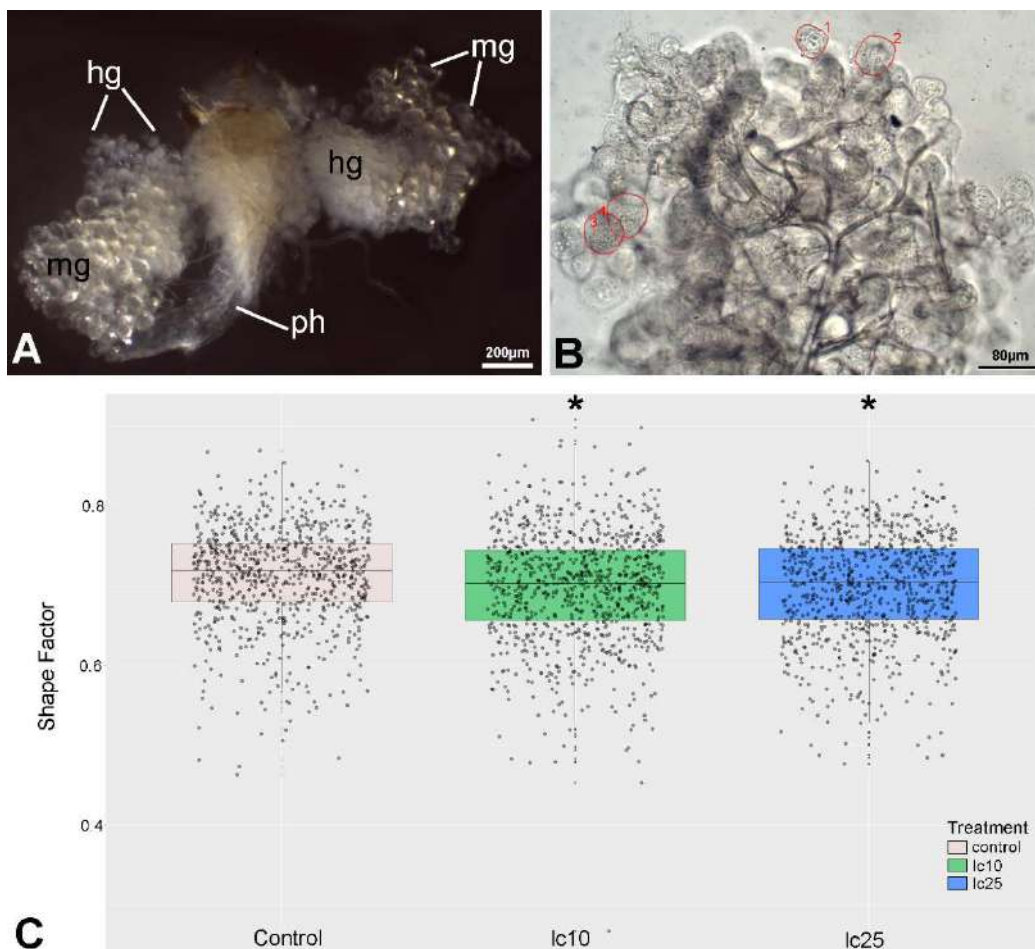 hg
mg
hg
mg
ph
A
200µm
1
2
3
4
B
80µm
*
*
0.8
0.6
0.4
Shape Factor
Treatment
control
lc10
lc25
Control
lc10
lc25
C